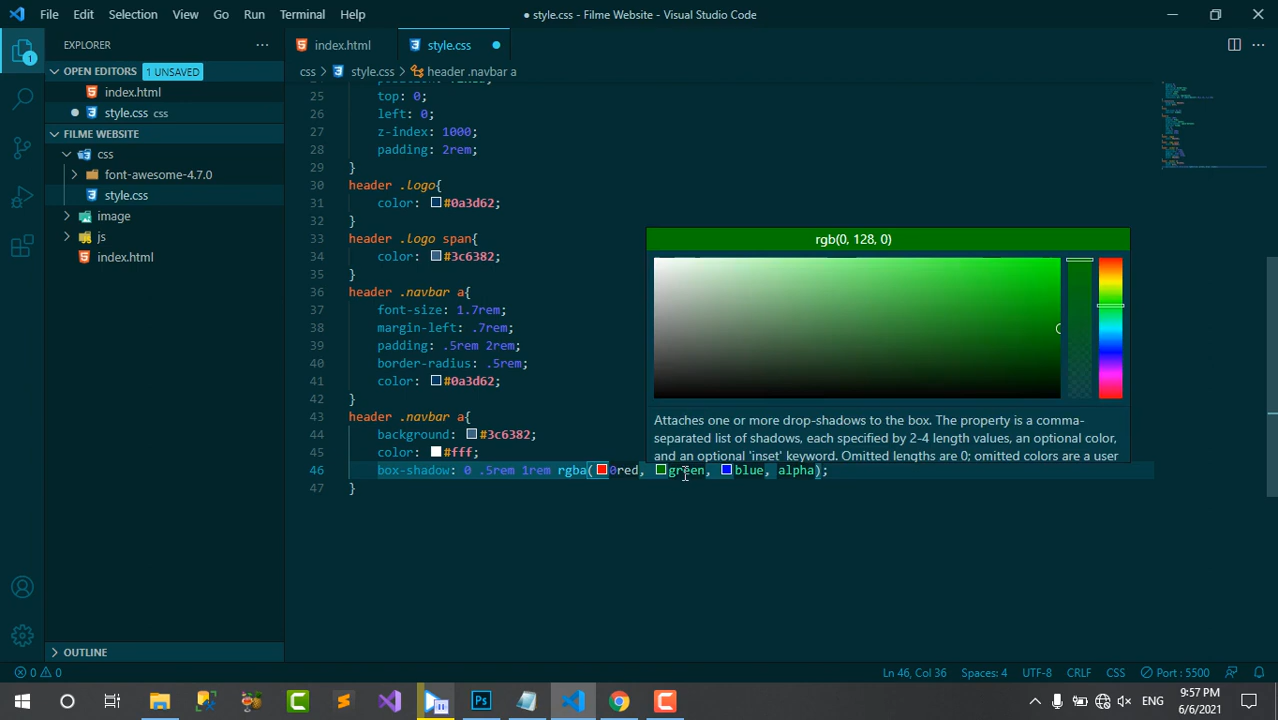 File Edit Selection View Go Run Terminal Help
● style.css - Filme Website - Visual Studio Code
EXPLORER
index.html style.css
OPEN EDITORS 1 UNSAVED
css > style.css > header .navbar a
index.html
style.css css
FILME WEBSITE
css
font-awesome-4.7.0
style.css
image
js
index.html
OUTLINE
25 top: 0;
26 left: 0;
27 z-index: 1000;
28 padding: 2rem;
29 }
30 header .logo{
31 color: #0a3d62;
32 }
33 header .logo span{
34 color: #3c6382;
35 }
36 header .navbar a{
37 font-size: 1.7rem;
38 margin-left: .7rem;
39 padding: .5rem 2rem;
40 border-radius: .5rem;
41 color: #0a3d62;
42 }
43 header .navbar a{
44 background: #3c6382;
45 color: #fff;
46 box-shadow: 0 .5rem 1rem rgba(0red, green, blue, alpha);
47 }
rgb(0, 128, 0)
Attaches one or more drop-shadows to the box. The property is a comma-
separated list of shadows, each specified by 2-4 length values, an optional color,
and an optional 'inset' keyword. Omitted lengths are 0; omitted colors are a user
0 0
Ln 46, Col 36 Spaces: 4 UTF-8 CRLF CSS Port : 5500
ENG
9:57 PM
6/6/2021